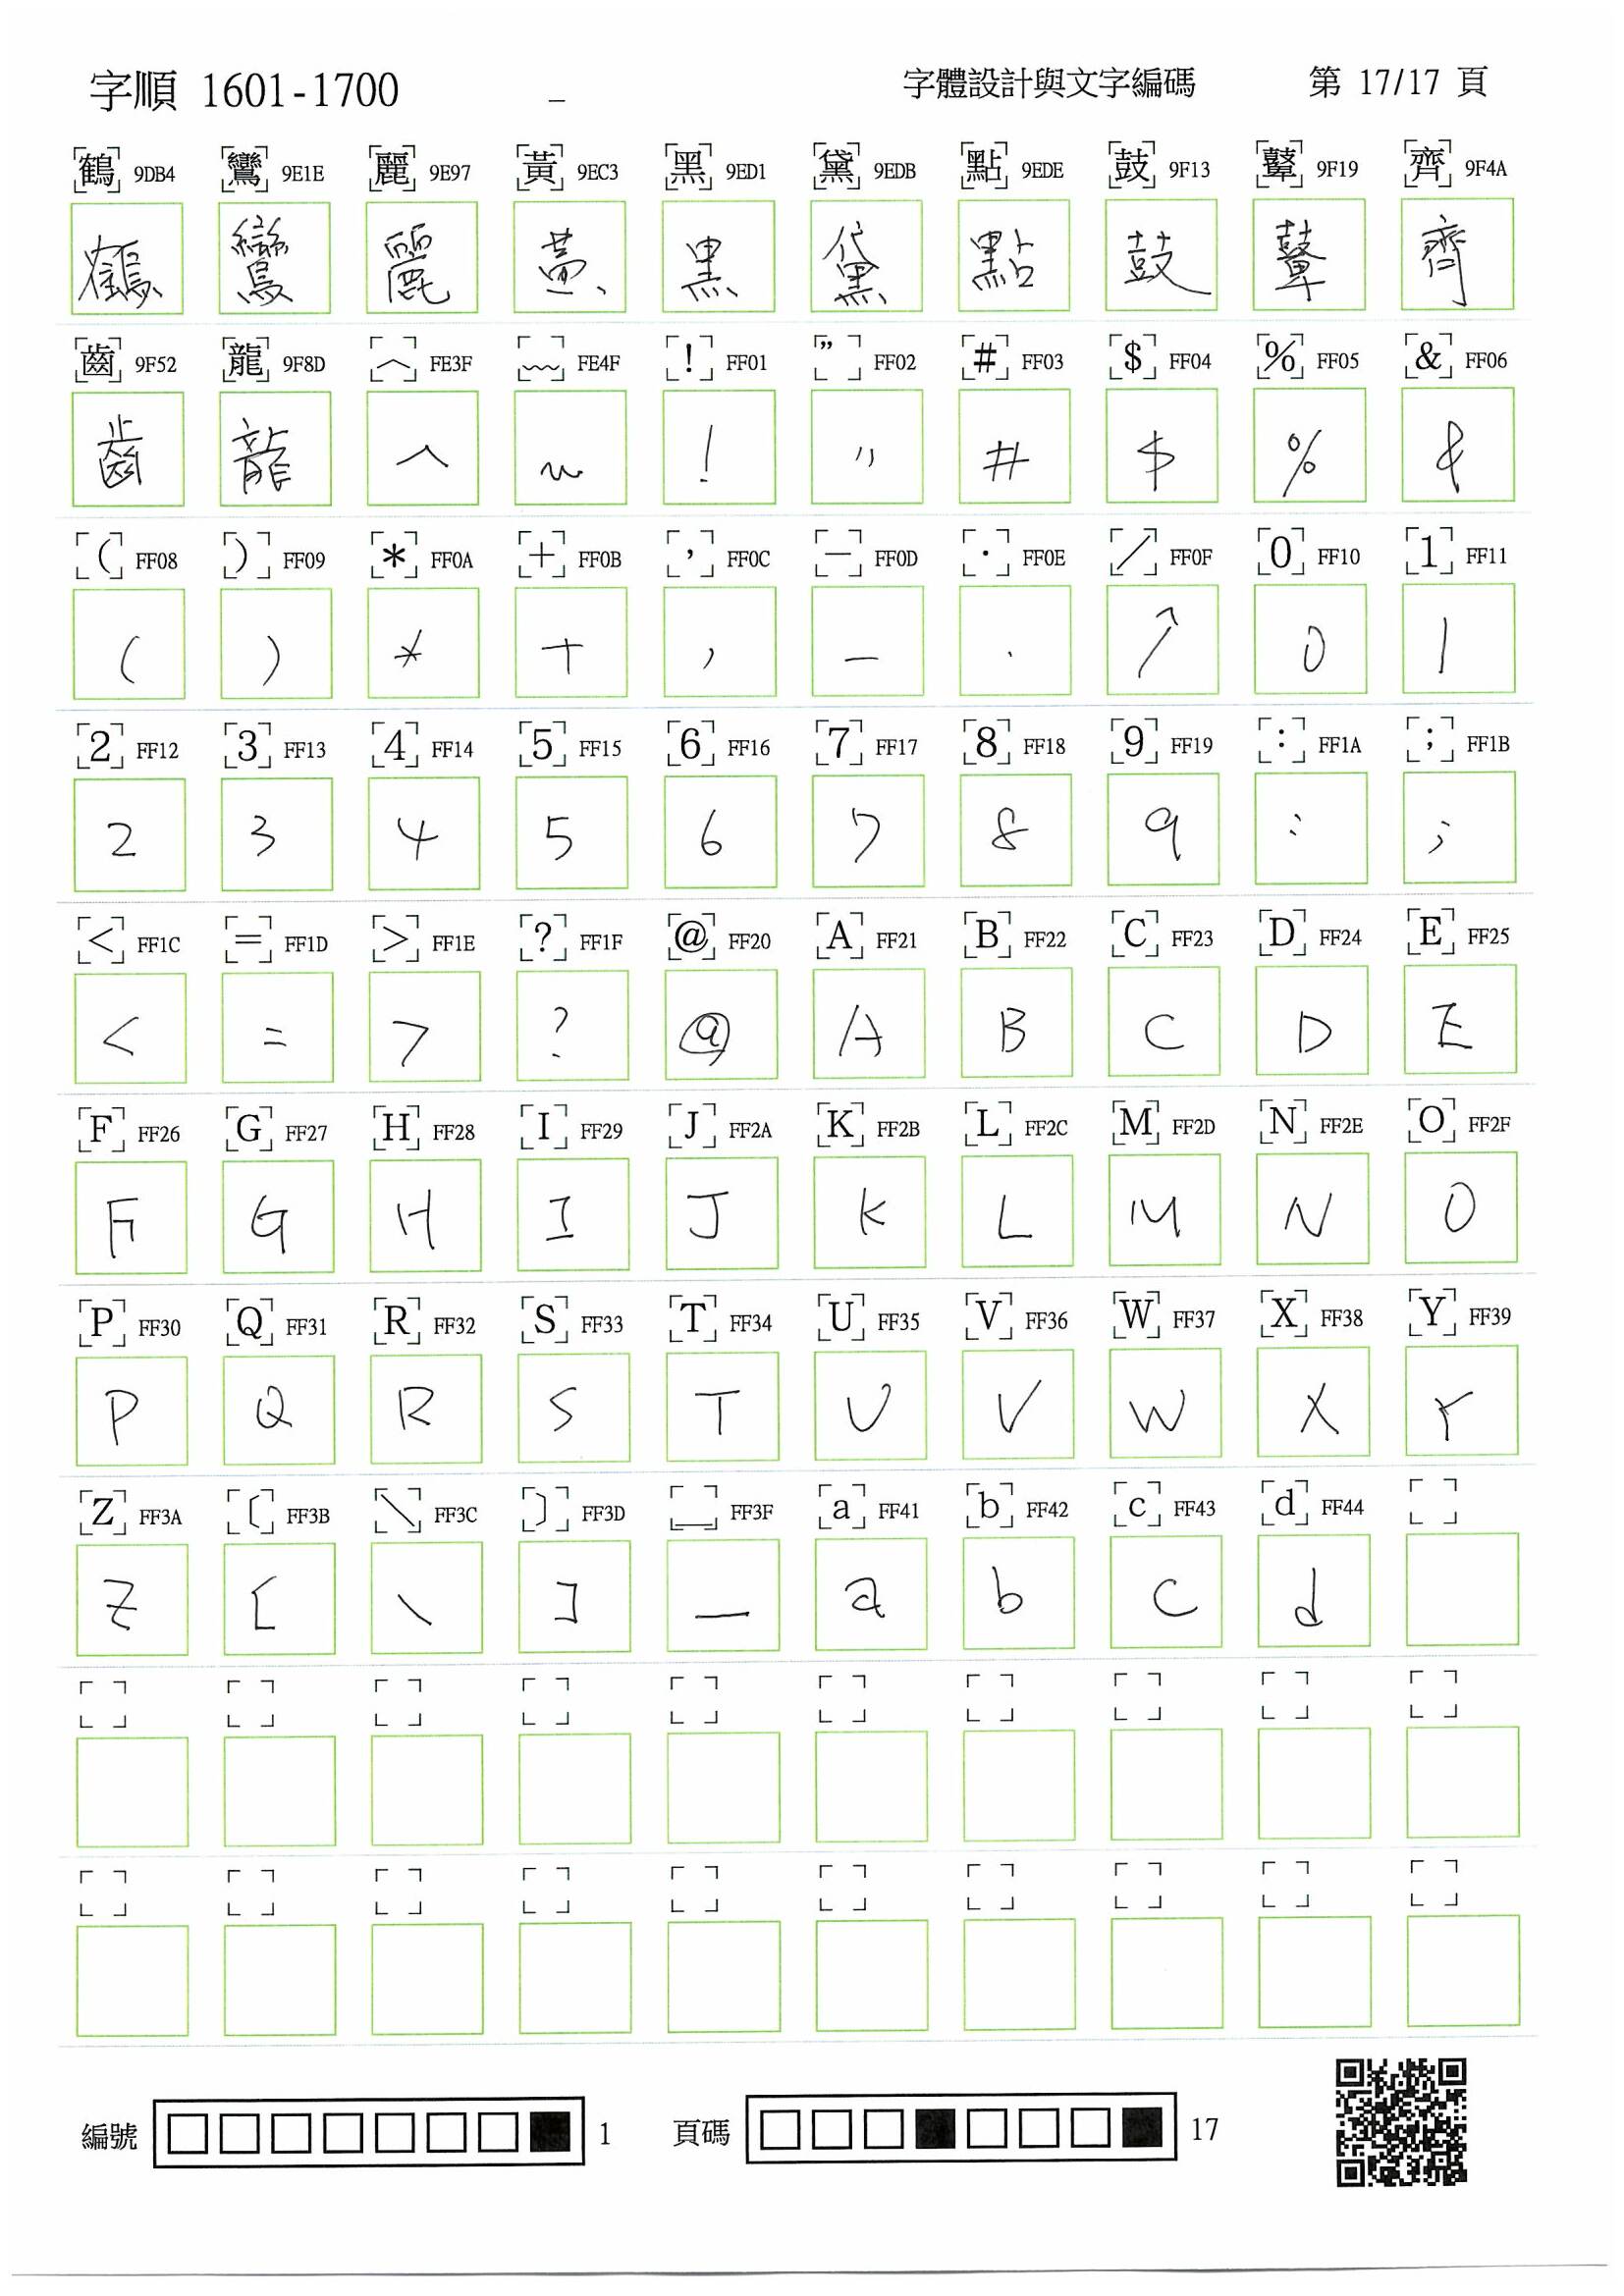 字順 1601-1700 _ 字體設計與文字編碼 第 17/17 頁
鶴 9DB4 鸞 9E1E 麗 9E97 黃 9EC3 黑 9ED1 黛 9EDB 點 9EDE 鼓 9F13 鼙 9F19 齊 9F4A
鶴 鸞 麗 黃 黑 黛 點 鼓 鼙 齊
齒 9F52 龍 9F8D ︿ FE3F ﹏ FE4F ! FF01 " FF02 # FF03 $ FF04 % FF05 & FF06
齒 龍 ︿ ﹏ ! " # $ % &
( FF08 ) FF09 * FF0A + FF0B , FF0C － FF0D . FF0E / FF0F 0 FF10 1 FF11
( ) * + , － . ↗ 0 1
2 FF12 3 FF13 4 FF14 5 FF15 6 FF16 7 FF17 8 FF18 9 FF19 : FF1A ; FF1B
2 3 4 5 6 7 8 9 : ;
< FF1C = FF1D > FF1E ? FF1F @ FF20 A FF21 B FF22 C FF23 D FF24 E FF25
< = > ? @ A B C D E
F FF26 G FF27 H FF28 I FF29 J FF2A K FF2B L FF2C M FF2D N FF2E O FF2F
F G H I J K L M N O
P FF30 Q FF31 R FF32 S FF33 T FF34 U FF35 V FF36 W FF37 X FF38 Y FF39
P Q R S T U V W X Y
Z FF3A 〔 FF3B \ FF3C 〕 FF3D _ FF3F a FF41 b FF42 c FF43 d FF44
Z [ \ ] _ a b c d
編號 1 頁碼 17